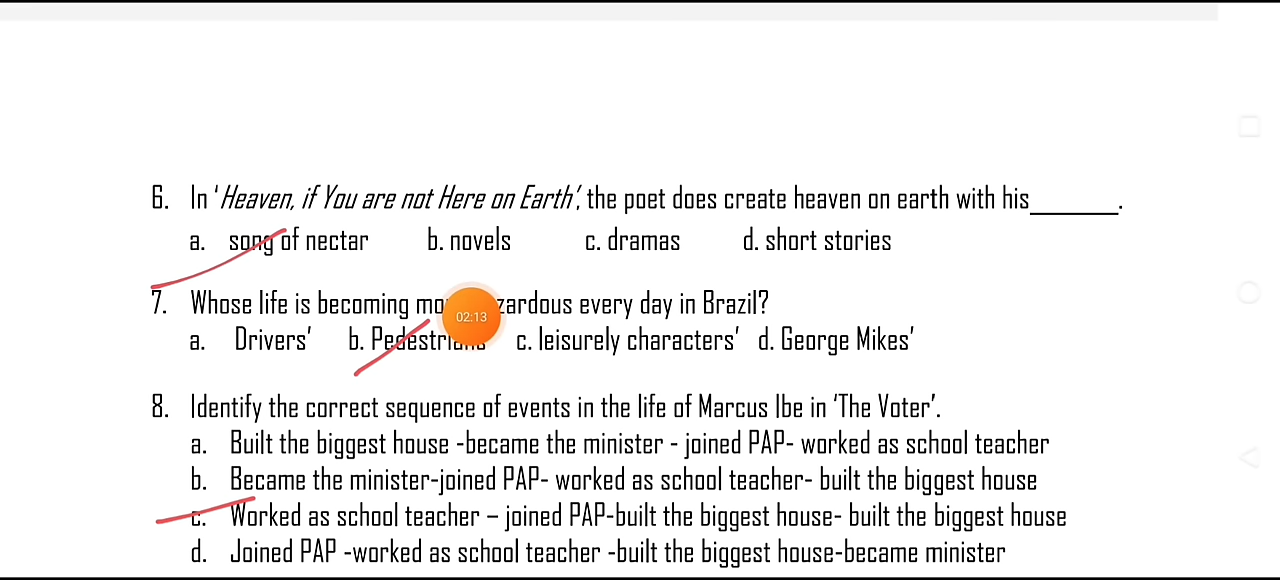 6. In 'Heaven, if You are not Here on Earth', the poet does create heaven on earth with his________.
a. song of nectar b. novels c. dramas d. short stories
7. Whose life is becoming zardous every day in Brazil?
02:13
a. Drivers' b. Pedestrians c. leisurely characters' d. George Mikes'
8. Identify the correct sequence of events in the life of Marcus Ibe in 'The Voter'.
a. Built the biggest house -became the minister - joined PAP- worked as school teacher
b. Became the minister-joined PAP- worked as school teacher- built the biggest house
c. Worked as school teacher – joined PAP-built the biggest house- built the biggest house
d. Joined PAP -worked as school teacher -built the biggest house-became minister